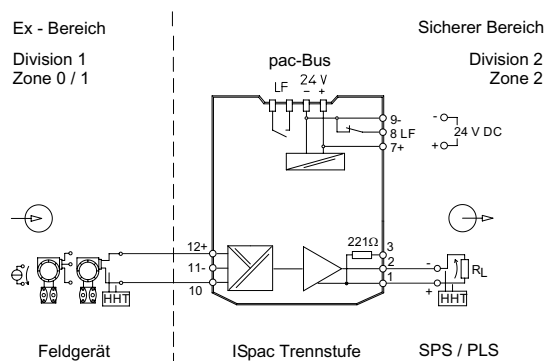 Ex - Bereich
Sicherer Bereich
Division 1
Zone 0 / 1
Division 2
Zone 2
pac-Bus
LF
24 V
- +
9-
8 LF
7+
-
24 V DC
+
12+
11-
10
221Ω
3
2
1
-
+
RL
HHT
HHT
Feldgerät
ISpac Trennstufe
SPS / PLS